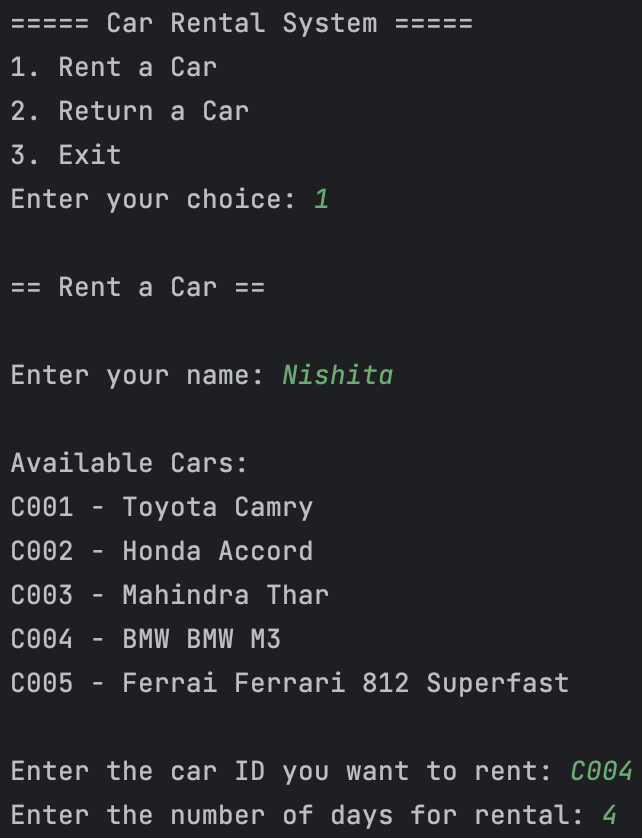 ===== Car Rental System =====
1. Rent a Car
2. Return a Car
3. Exit
Enter your choice: 1
== Rent a Car ==
Enter your name: Nishita
Available Cars:
C001 - Toyota Camry
C002 - Honda Accord
C003 - Mahindra Thar
C004 - BMW BMW M3
C005 - Ferrai Ferrari 812 Superfast
Enter the car ID you want to rent: C004
Enter the number of days for rental: 4